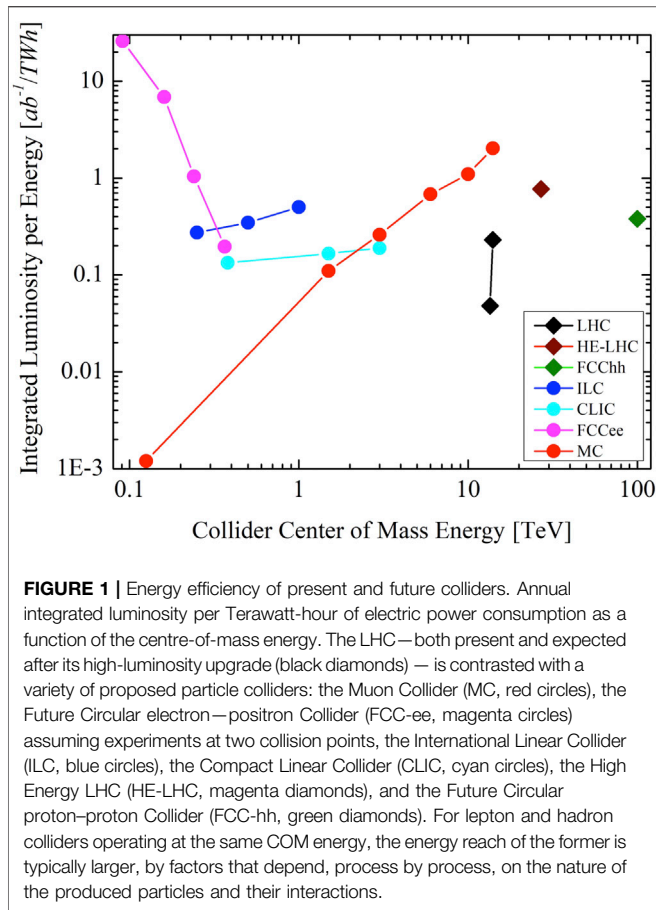 Integrated Luminosity per Energy [ab⁻¹/TWh]
10
1
0.1
0.01
1E-3
0.1
1
10
100
Collider Center of Mass Energy [TeV]
LHC
HE-LHC
FCChh
ILC
CLIC
FCCee
MC
FIGURE 1 | Energy efficiency of present and future colliders. Annual
integrated luminosity per Terawatt-hour of electric power consumption as a
function of the centre-of-mass energy. The LHC—both present and expected
after its high-luminosity upgrade (black diamonds) — is contrasted with a
variety of proposed particle colliders: the Muon Collider (MC, red circles), the
Future Circular electron—positron Collider (FCC-ee, magenta circles)
assuming experiments at two collision points, the International Linear Collider
(ILC, blue circles), the Compact Linear Collider (CLIC, cyan circles), the High
Energy LHC (HE-LHC, magenta diamonds), and the Future Circular
proton–proton Collider (FCC-hh, green diamonds). For lepton and hadron
colliders operating at the same COM energy, the energy reach of the former is
typically larger, by factors that depend, process by process, on the nature of
the produced particles and their interactions.